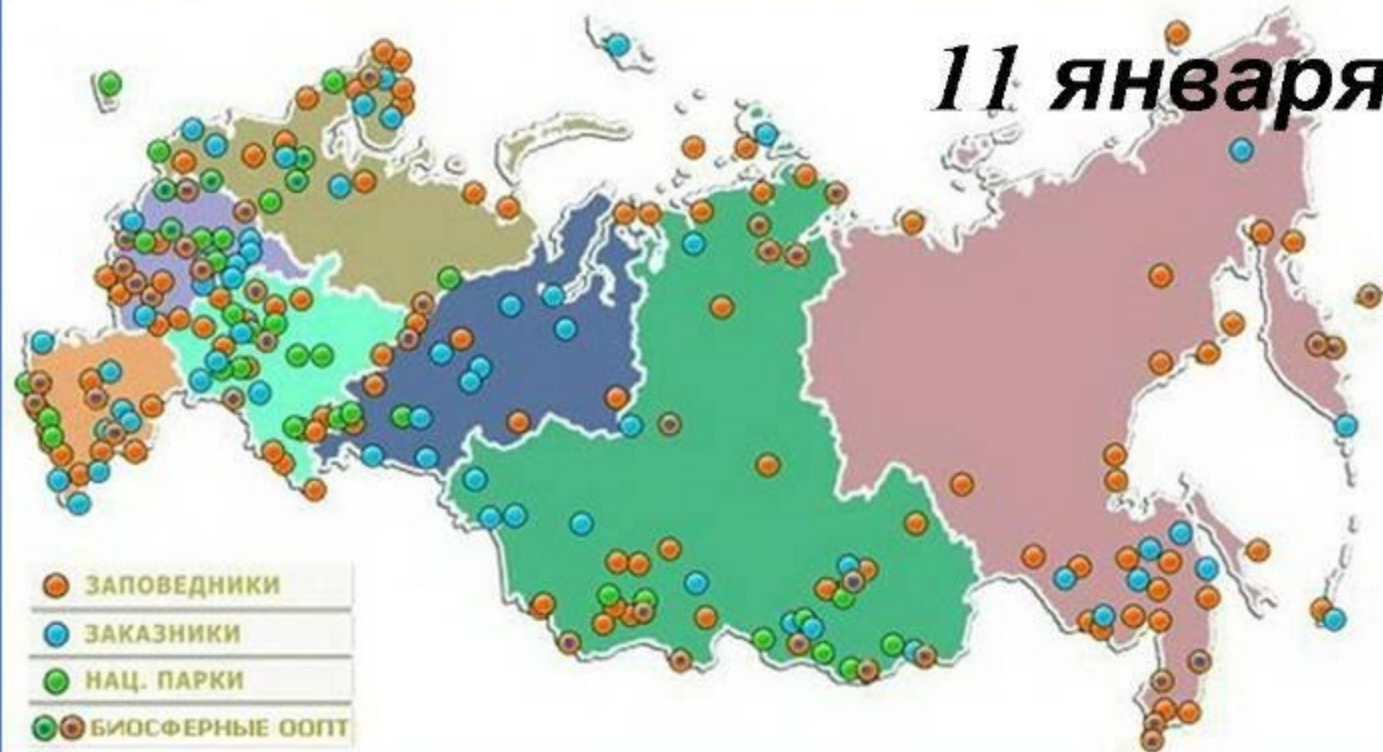 11 января
ЗАПОВЕДНИКИ
ЗАКАЗНИКИ
НАЦ. ПАРКИ
БИОСФЕРНЫЕ ООПТ